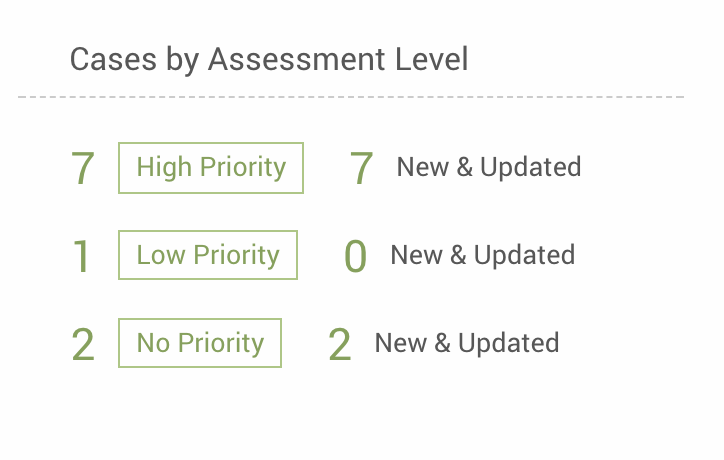 Cases by Assessment Level
7 High Priority 7 New & Updated
1 Low Priority 0 New & Updated
2 No Priority 2 New & Updated